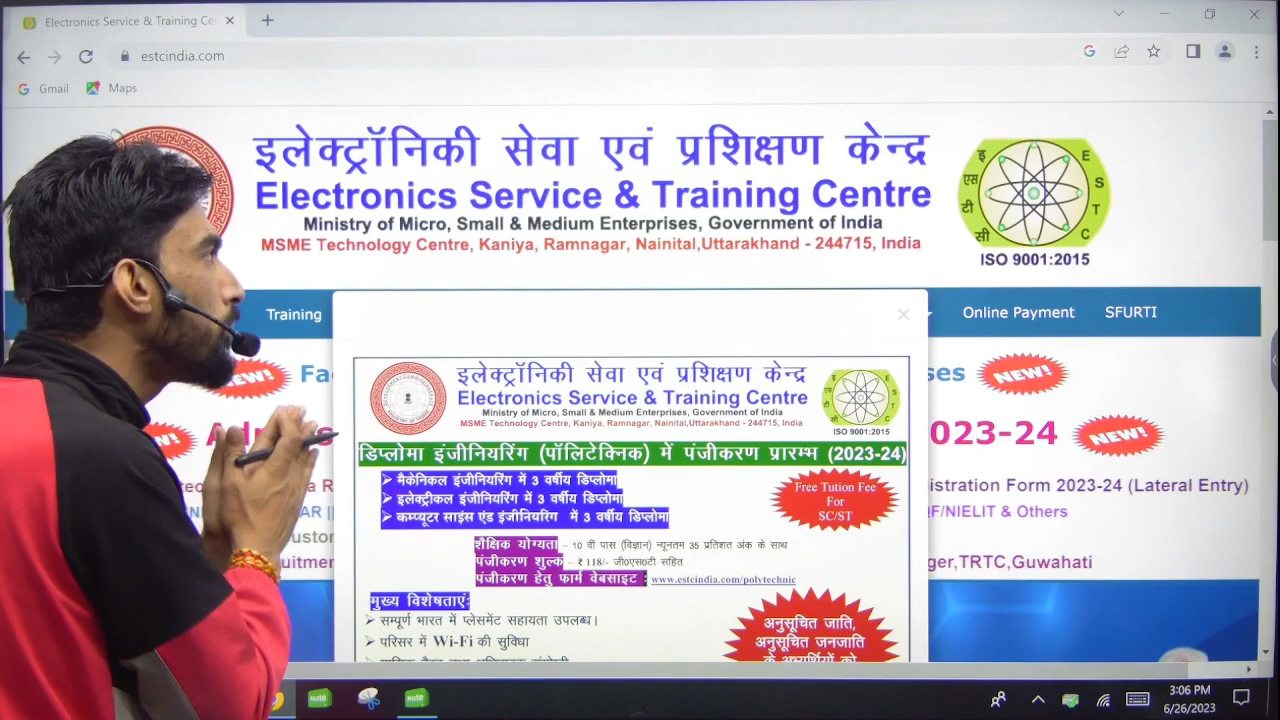 Electronics Service & Training Ce
estcindia.com
Gmail
Maps
इलेक्ट्रॉनिकी सेवा एवं प्रशिक्षण केन्द्र
Electronics Service & Training Centre
Ministry of Micro, Small & Medium Enterprises, Government of India
MSME Technology Centre, Kaniya, Ramnagar, Nainital,Uttarakhand - 244715, India
इ E
एस S
टी T
सी C
ISO 9001:2015
Training
Online Payment
SFURTI
NEW!
NEW!
023-24
NEW!
istration Form 2023-24 (Lateral Entry)
F/NIELIT & Others
ger,TRTC,Guwahati
इलेक्ट्रॉनिकी सेवा एवं प्रशिक्षण केन्द्र
Electronics Service & Training Centre
Ministry of Micro, Small & Medium Enterprises, Government of India
MSME Technology Centre, Kaniya, Ramnagar, Nainital,Uttarakhand - 244715, India
ISO 9001:2015
डिप्लोमा इंजीनियरिंग (पॉलिटेक्निक) में पंजीकरण प्रारम्भ (2023-24)
मैकेनिकल इंजीनियरिंग में 3 वर्षीय डिप्लोमा
इलेक्ट्रीकल इंजीनियरिंग में 3 वर्षीय डिप्लोमा
कम्प्यूटर साइंस एंड इंजीनियरिंग में 3 वर्षीय डिप्लोमा
Free Tution Fee
For
SC/ST
शैक्षिक योग्यता – 10 वीं पास (विज्ञान) न्यूनतम 35 प्रतिशत अंक के साथ
पंजीकरण शुल्क – ₹ 118/- जी0एस0टी सहित
पंजीकरण हेतु फार्म वेबसाइट : www.estcindia.com/polytechnic
मुख्य विशेषताएं:
सम्पूर्ण भारत में प्लेसमेंट सहायता उपलब्ध।
परिसर में Wi-Fi की सुविधा
अनुसूचित जाति,
अनुसूचित जनजाति
के अभ्यर्थियों को
Note
Note
3:06 PM
6/26/2023